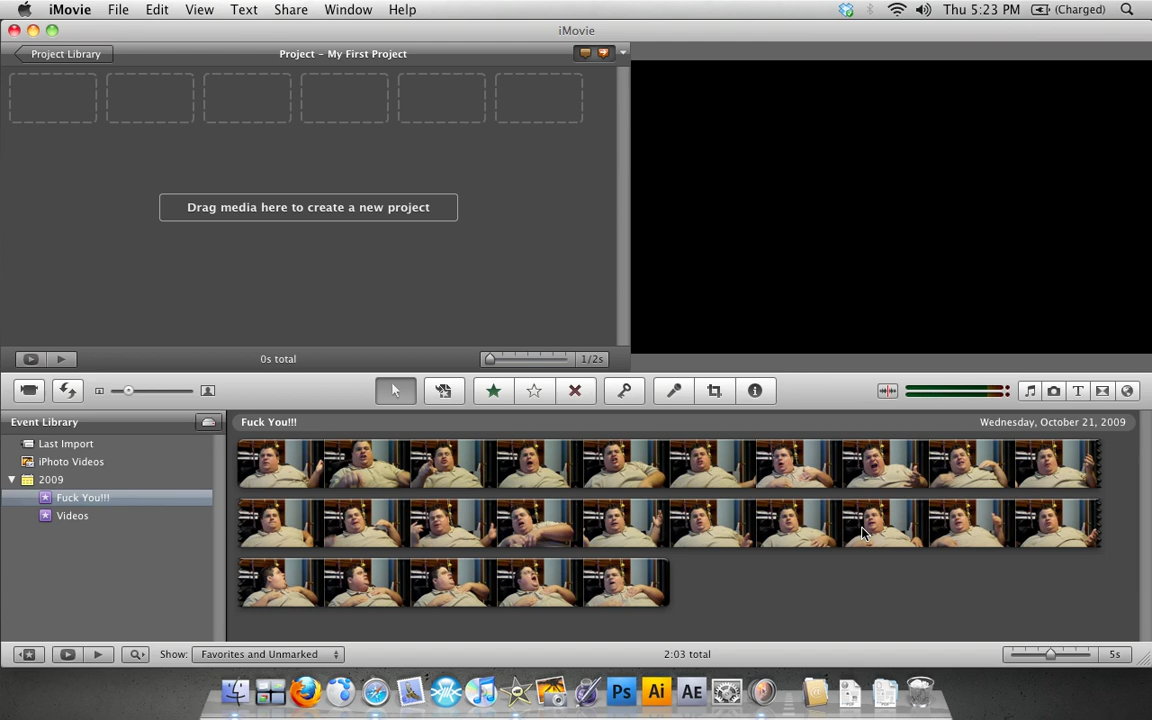 iMovie File Edit View Text Share Window Help Thu 5:23 PM (Charged)
iMovie
Project Library Project – My First Project
Drag media here to create a new project
0s total 1/2s
Event Library Fuck You!!! Wednesday, October 21, 2009
Last Import
iPhoto Videos
2009
Fuck You!!!
Videos
Show: Favorites and Unmarked 2:03 total 5s
Ps Ai AE